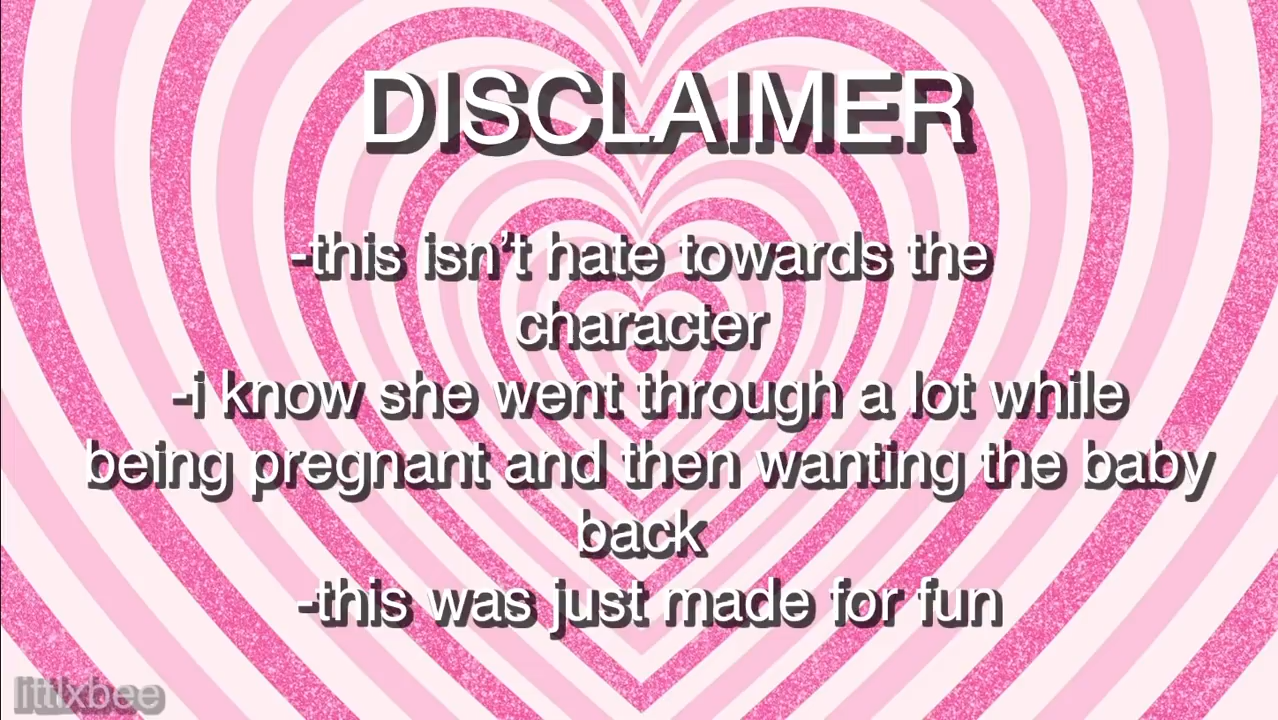 DISCLAIMER
-this isn't hate towards the
character
-i know she went through a lot while
being pregnant and then wanting the baby
back
-this was just made for fun
littlxbee